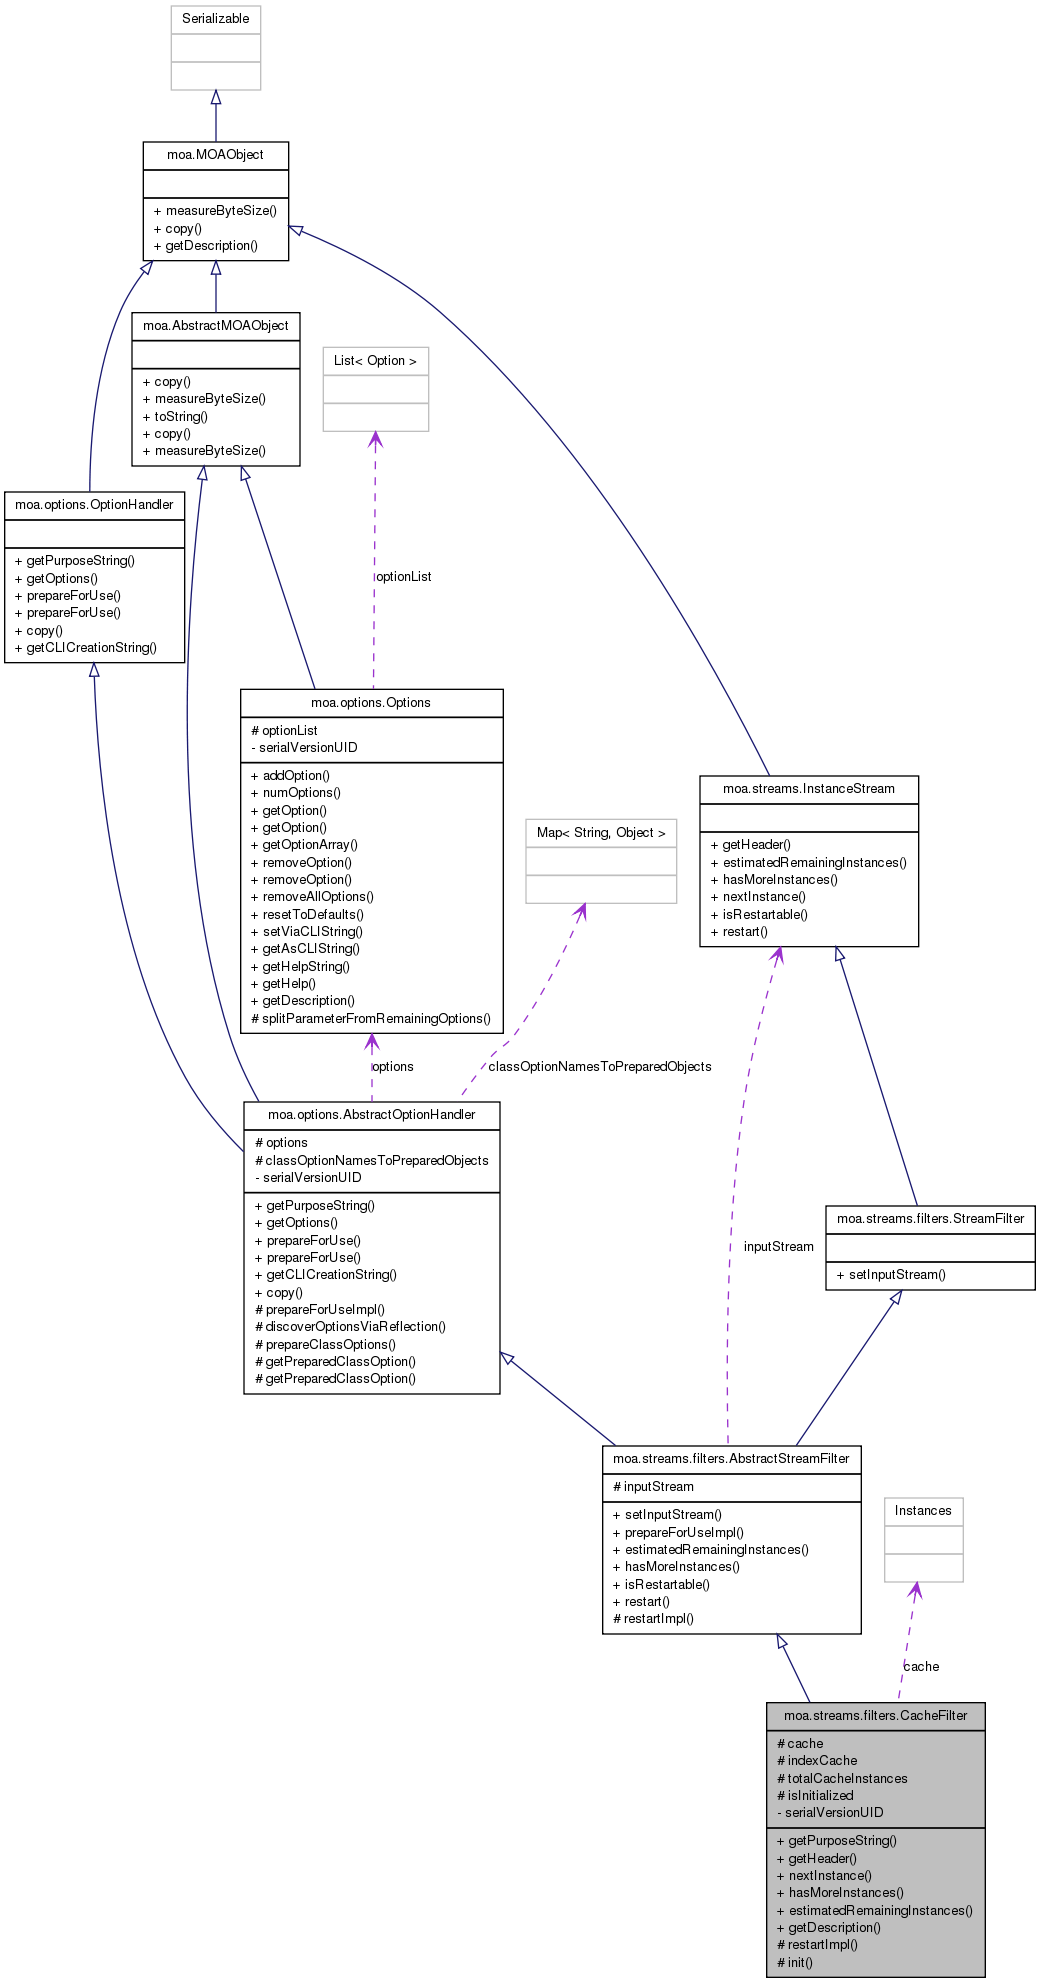 Serializable
moa.MOAObject
+ measureByteSize()
+ copy()
+ getDescription()
moa.AbstractMOAObject
+ copy()
+ measureByteSize()
+ toString()
+ copy()
+ measureByteSize()
List< Option >
moa.options.OptionHandler
+ getPurposeString()
+ getOptions()
+ prepareForUse()
+ prepareForUse()
+ copy()
+ getCLICreationString()
optionList
moa.options.Options
# optionList
- serialVersionUID
+ addOption()
+ numOptions()
+ getOption()
+ getOption()
+ getOptionArray()
+ removeOption()
+ removeOption()
+ removeAllOptions()
+ resetToDefaults()
+ setViaCLIString()
+ getAsCLIString()
+ getHelpString()
+ getHelp()
+ getDescription()
# splitParameterFromRemainingOptions()
Map< String, Object >
moa.streams.InstanceStream
+ getHeader()
+ estimatedRemainingInstances()
+ hasMoreInstances()
+ nextInstance()
+ isRestartable()
+ restart()
options
classOptionNamesToPreparedObjects
moa.options.AbstractOptionHandler
# options
# classOptionNamesToPreparedObjects
- serialVersionUID
+ getPurposeString()
+ getOptions()
+ prepareForUse()
+ prepareForUse()
+ getCLICreationString()
+ copy()
# prepareForUseImpl()
# discoverOptionsViaReflection()
# prepareClassOptions()
# getPreparedClassOption()
# getPreparedClassOption()
inputStream
moa.streams.filters.StreamFilter
+ setInputStream()
moa.streams.filters.AbstractStreamFilter
# inputStream
+ setInputStream()
+ prepareForUseImpl()
+ estimatedRemainingInstances()
+ hasMoreInstances()
+ isRestartable()
+ restart()
# restartImpl()
Instances
cache
moa.streams.filters.CacheFilter
# cache
# indexCache
# totalCacheInstances
# isInitialized
- serialVersionUID
+ getPurposeString()
+ getHeader()
+ nextInstance()
+ hasMoreInstances()
+ estimatedRemainingInstances()
+ getDescription()
# restartImpl()
# init()